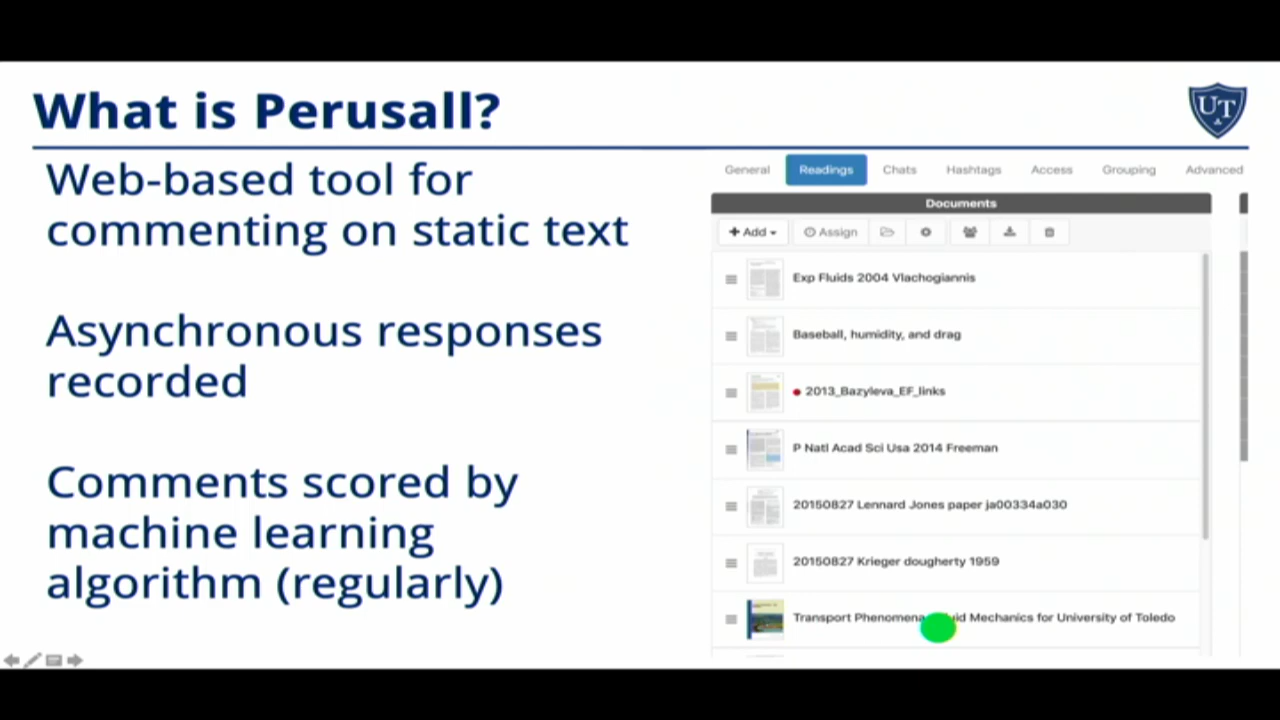 What is Perusall?
UT
Web-based tool for
commenting on static text
Asynchronous responses
recorded
Comments scored by
machine learning
algorithm (regularly)
General Readings Chats Hashtags Access Grouping Advanced
Documents
+ Add Assign
Exp Fluids 2004 Vlachogiannis
Baseball, humidity, and drag
2013_Bazyleva_EF_links
P Natl Acad Sci Usa 2014 Freeman
20150827 Lennard Jones paper ja00334a030
20150827 Krieger dougherty 1959
Transport Phenomena Mechanics for University of Toledo